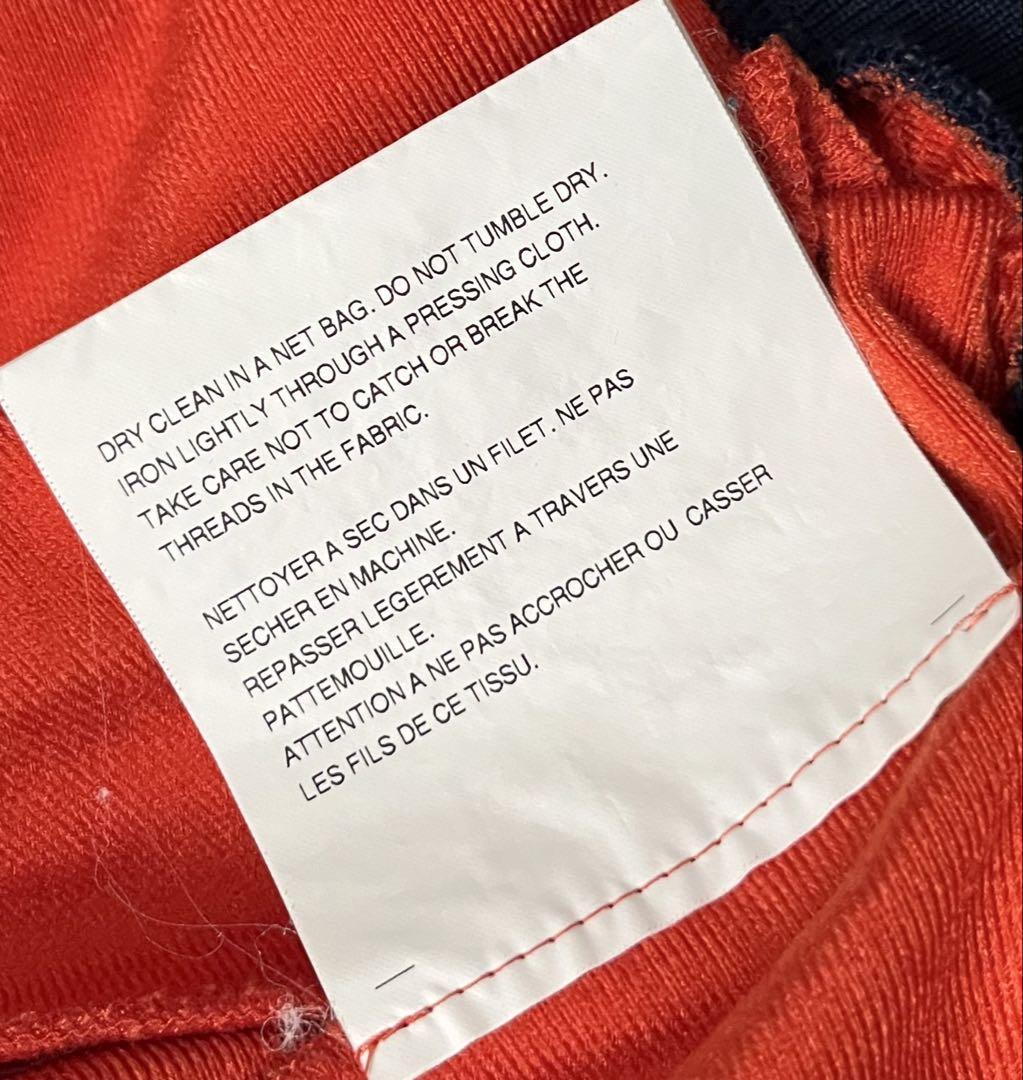 DRY CLEAN IN A NET BAG. DO NOT TUMBLE DRY.
IRON LIGHTLY THROUGH A PRESSING CLOTH.
TAKE CARE NOT TO CATCH OR BREAK THE
THREADS IN THE FABRIC.
NETTOYER A SEC DANS UN FILET. NE PAS
SECHER EN MACHINE.
REPASSER LEGEREMENT A TRAVERS UNE
PATTEMOUILLE.
ATTENTION A NE PAS ACCROCHER OU CASSER
LES FILS DE CE TISSU.